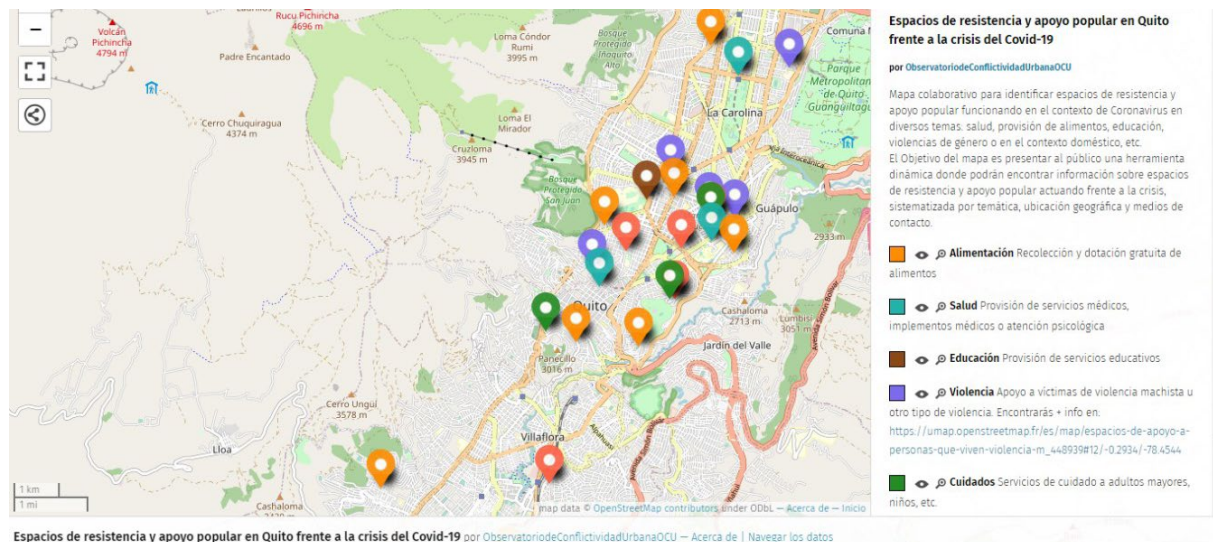 Ladrillos
Rucu Pichincha
4696 m
Volcán
Pichincha
4794 m
Padre Encantado
Loma Cóndor
Rumi
3995 m
Bosque
Protegido
Iñaquito
Alto
Comuna
Parque
Metropolitano
de Quito
Guangüiltagua
La Carolina
Cerro Chuquiragua
4374 m
Loma El
Mirador
Cruzloma
3945 m
Vía Interoceánica
Bosque
Protegido
San Juan
Guápulo
2933 m
Quito
Cashaloma
2713 m
Lumbisí
3051 m
Avenida Simón Bolívar
Jardín del Valle
Panecillo
3016 m
Cerro Ungüi
3578 m
Lloa
Villaflora
Alpahuasi
Cashaloma
1 km
1 mi
map data © OpenStreetMap contributors under ODbL — Acerca de — Inicio
Espacios de resistencia y apoyo popular en Quito
frente a la crisis del Covid-19
por ObservatoriodeConflictividadUrbanaOCU
Mapa colaborativo para identificar espacios de resistencia y
apoyo popular funcionando en el contexto de Coronavirus en
diversos temas: salud, provisión de alimentos, educación,
violencias de género o en el contexto doméstico, etc.
El Objetivo del mapa es presentar al público una herramienta
dinámica donde podrán encontrar información sobre espacios
de resistencia y apoyo popular actuando frente a la crisis,
sistematizada por temática, ubicación geográfica y medios de
contacto.
Alimentación Recolección y dotación gratuita de
alimentos
Salud Provisión de servicios médicos,
implementos médicos o atención psicológica
Educación Provisión de servicios educativos
Violencia Apoyo a víctimas de violencia machista u
otro tipo de violencia. Encontrarás + info en:
https://umap.openstreetmap.fr/es/map/espacios-de-apoyo-a-
personas-que-viven-violencia-m_448939#12/-0.2934/-78.4544
Cuidados Servicios de cuidado a adultos mayores,
niños, etc.
Espacios de resistencia y apoyo popular en Quito frente a la crisis del Covid-19 por ObservatoriodeConflictividadUrbanaOCU — Acerca de | Navegar los datos